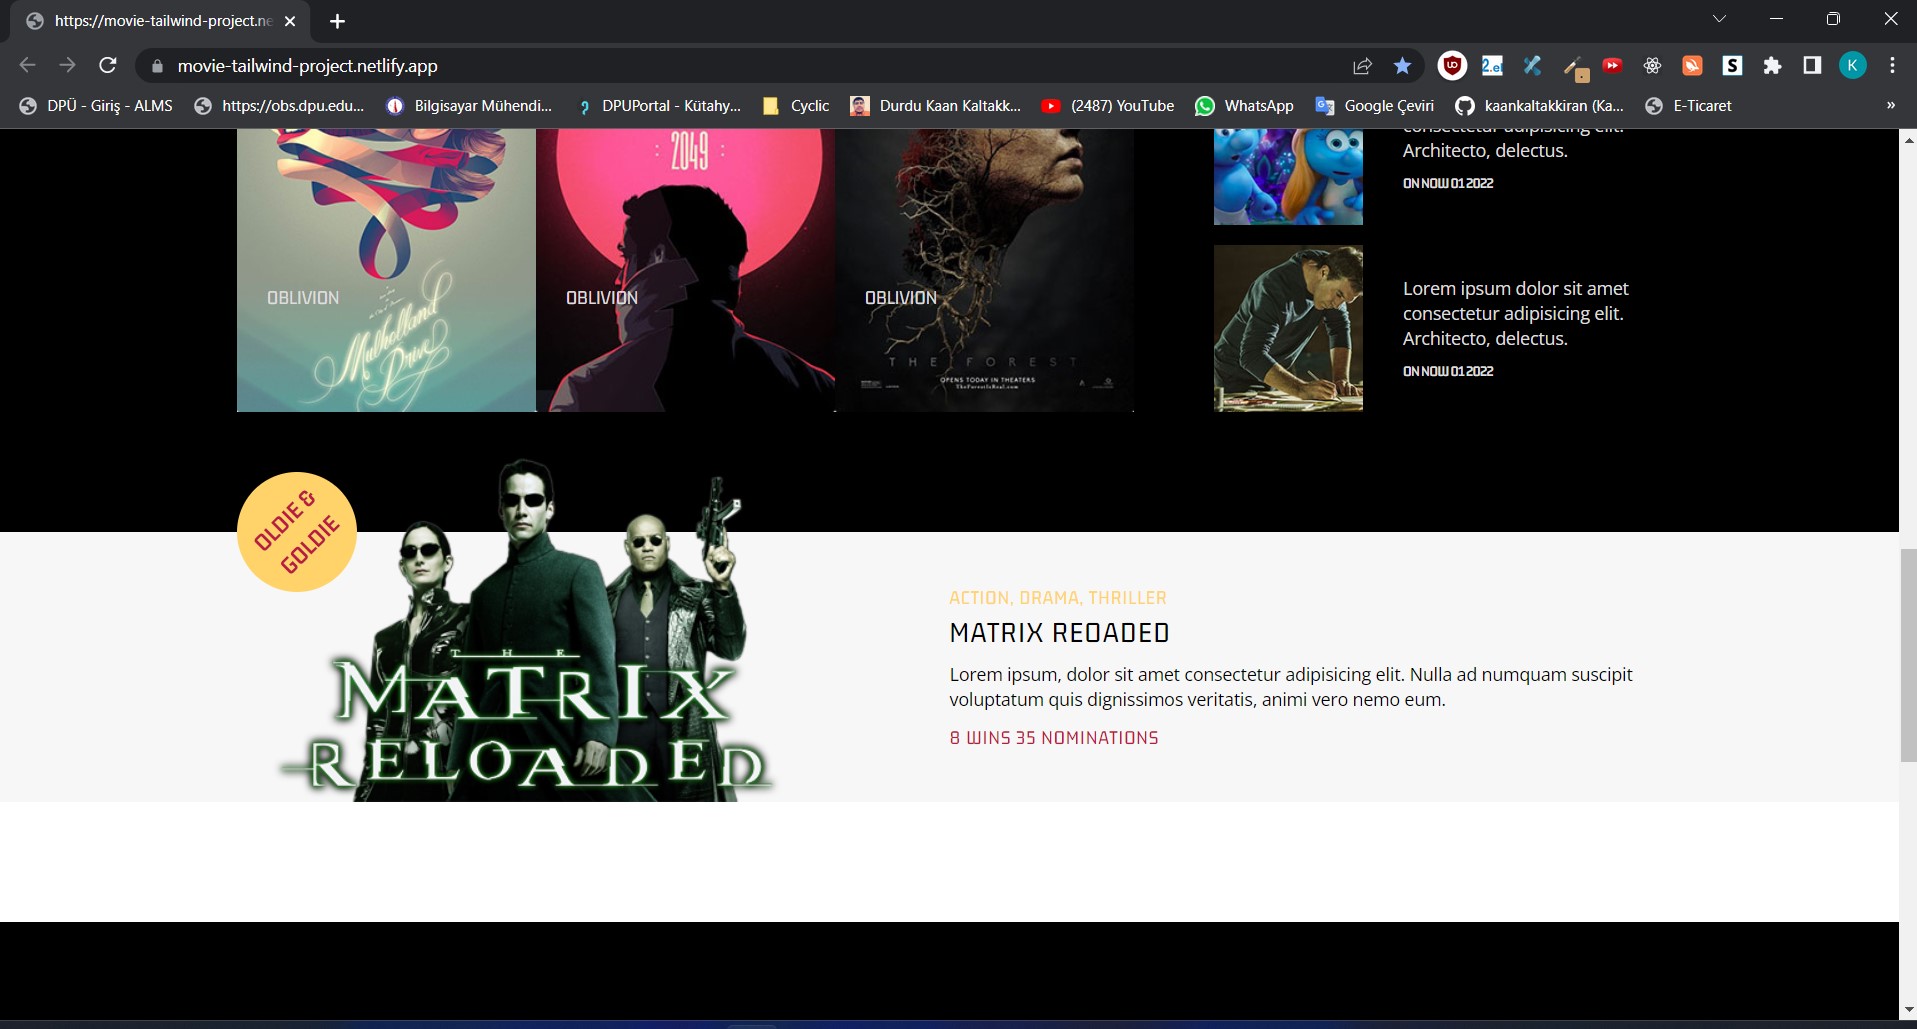 https://movie-tailwind-project.ne
movie-tailwind-project.netlify.app
DPÜ - Giriş - ALMS
https://obs.dpu.edu...
Bilgisayar Mühendi...
DPUPortal - Kütahy...
Cyclic
Durdu Kaan Kaltakk...
(2487) YouTube
WhatsApp
Google Çeviri
kaankaltakkiran (Ka...
E-Ticaret
»
K
: 2049 :
consectetur adipisicing elit.
Architecto, delectus.
ON NOW 01 2022
OBLIVION
OBLIVION
OBLIVION
Mulholland
Drive
THE FOREST
OPENS TODAY IN THEATERS
TheForestIsReal.com
Lorem ipsum dolor sit amet
consectetur adipisicing elit.
Architecto, delectus.
ON NOW 01 2022
OLDIE &
GOLDIE
THE
MATRIX
RELOADED
ACTION, DRAMA, THRILLER
MATRIX REOADED
Lorem ipsum, dolor sit amet consectetur adipisicing elit. Nulla ad numquam suscipit
voluptatum quis dignissimos veritatis, animi vero nemo eum.
8 WINS 35 NOMINATIONS